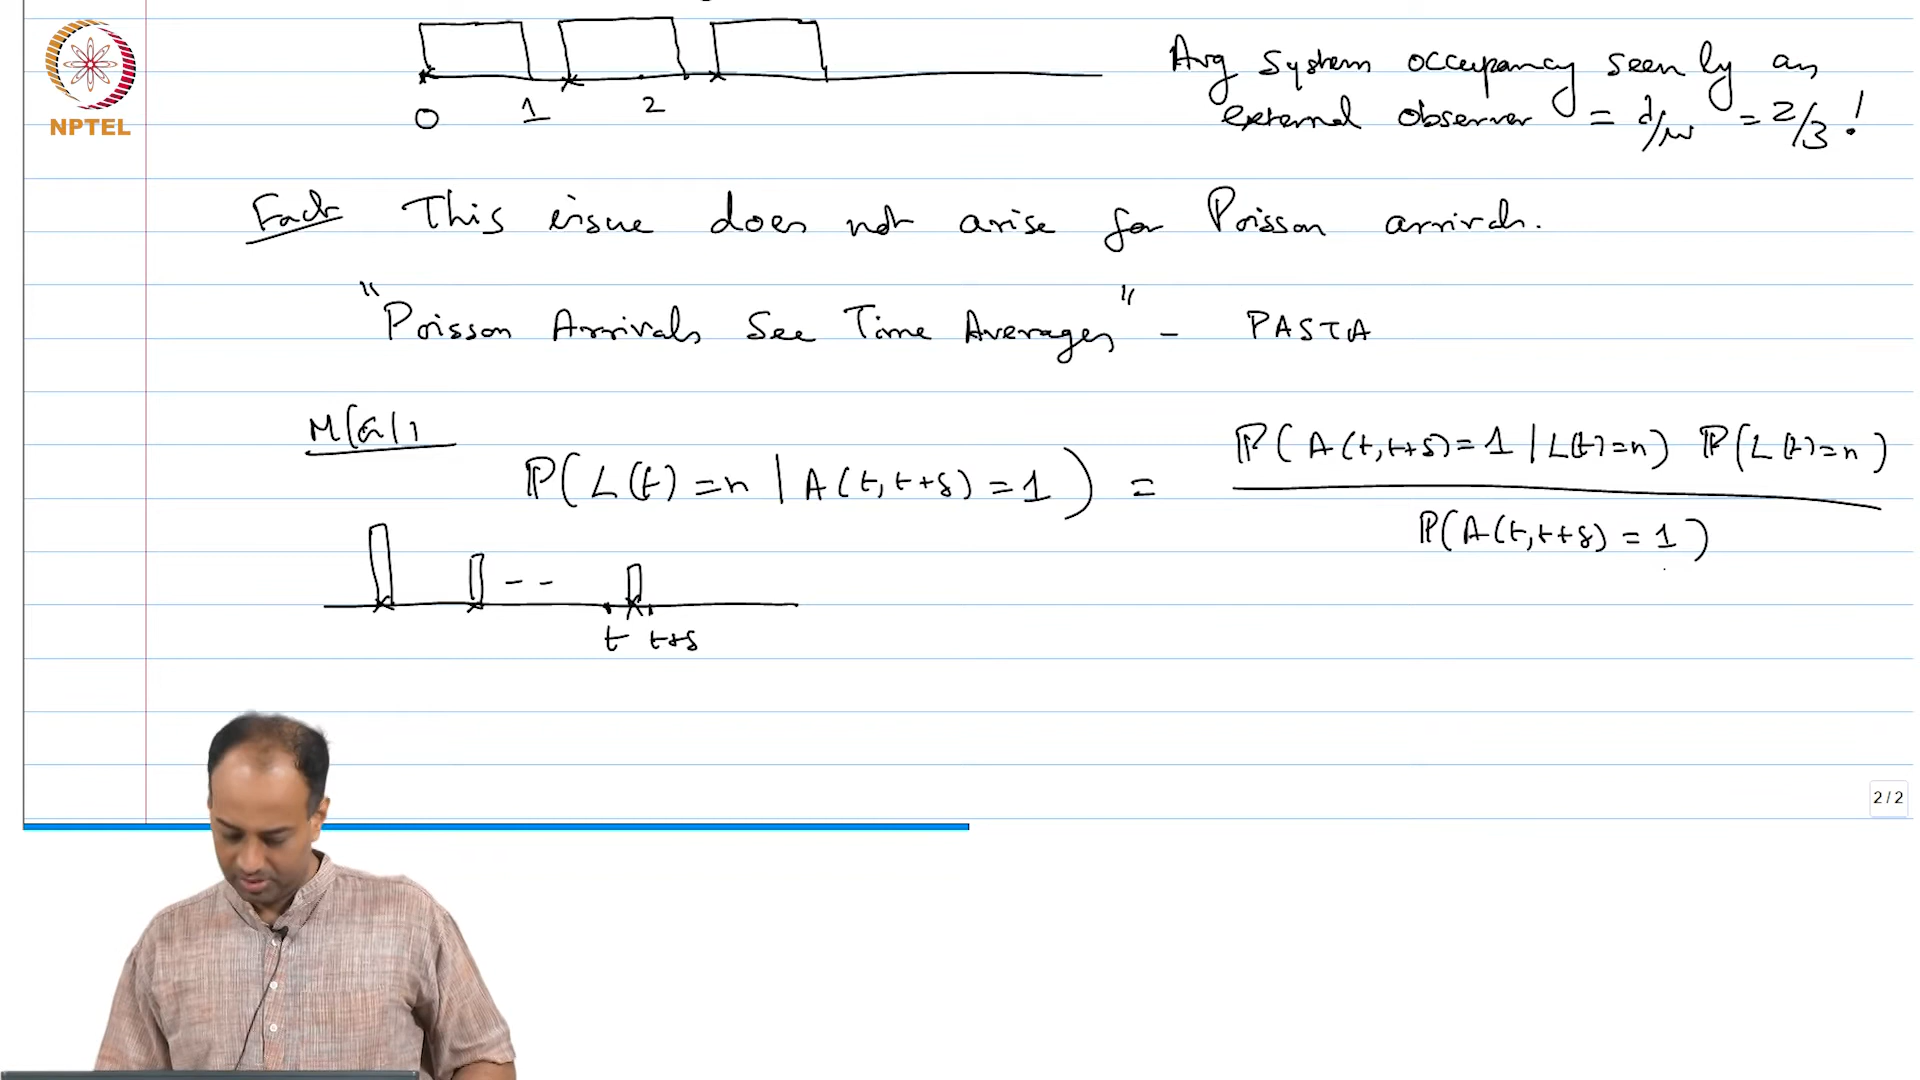 NPTEL
0 1 2
Avg system occupancy seen by an
external observer = λ/μ = 2/3 !
Fact This issue does not arise for Poisson arrivals.
"Poisson Arrivals See Time Averages" - PASTA
M/G/1
P(L(t)=n | A(t,t+δ)=1) = P(A(t,t+δ)=1 | L(t)=n) P(L(t)=n)
P(A(t,t+δ)=1)
t t+δ
2/2